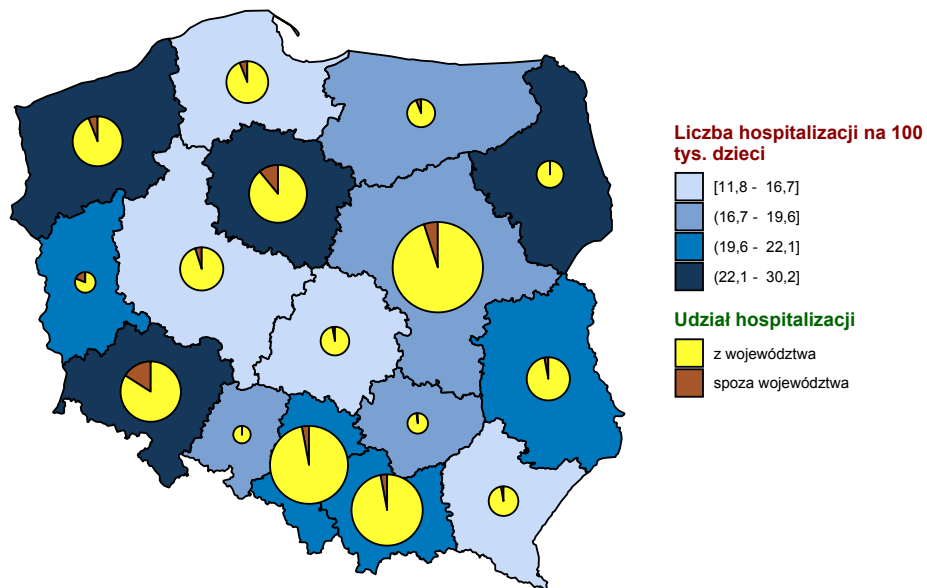 Liczba hospitalizacji na 100
tys. dzieci
[11,8 - 16,7]
(16,7 - 19,6]
(19,6 - 22,1]
(22,1 - 30,2]
Udział hospitalizacji
z województwa
spoza województwa